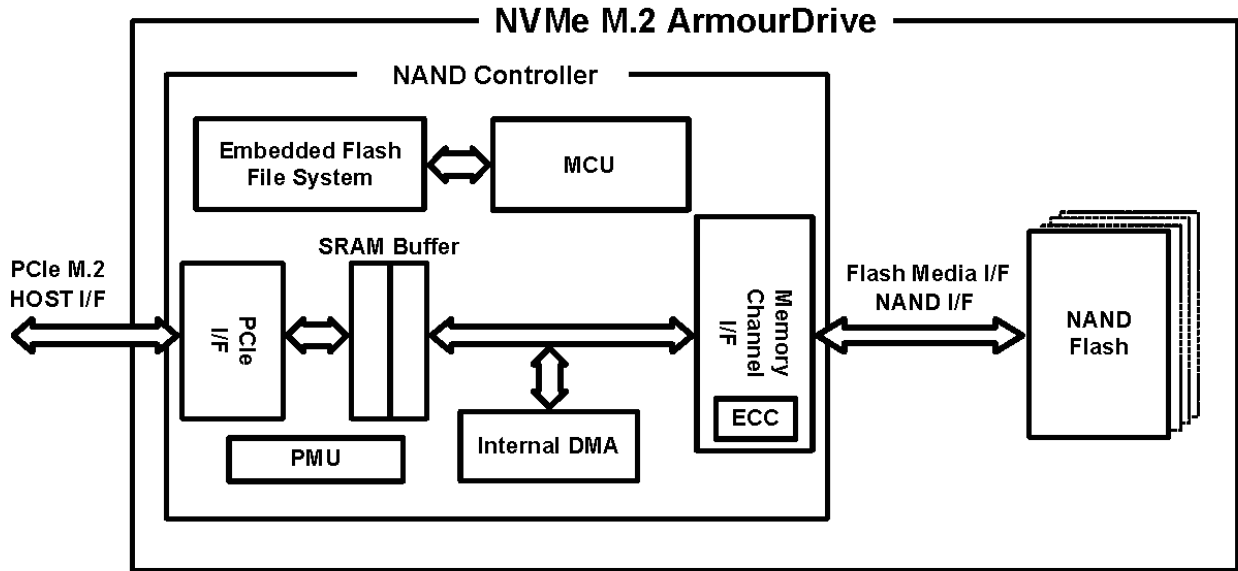 NVMe M.2 ArmourDrive
NAND Controller
Embedded Flash
File System
MCU
SRAM Buffer
PCIe M.2
HOST I/F
PCIe
I/F
Memory
Channel
I/F
ECC
Flash Media I/F
NAND I/F
NAND
Flash
Internal DMA
PMU